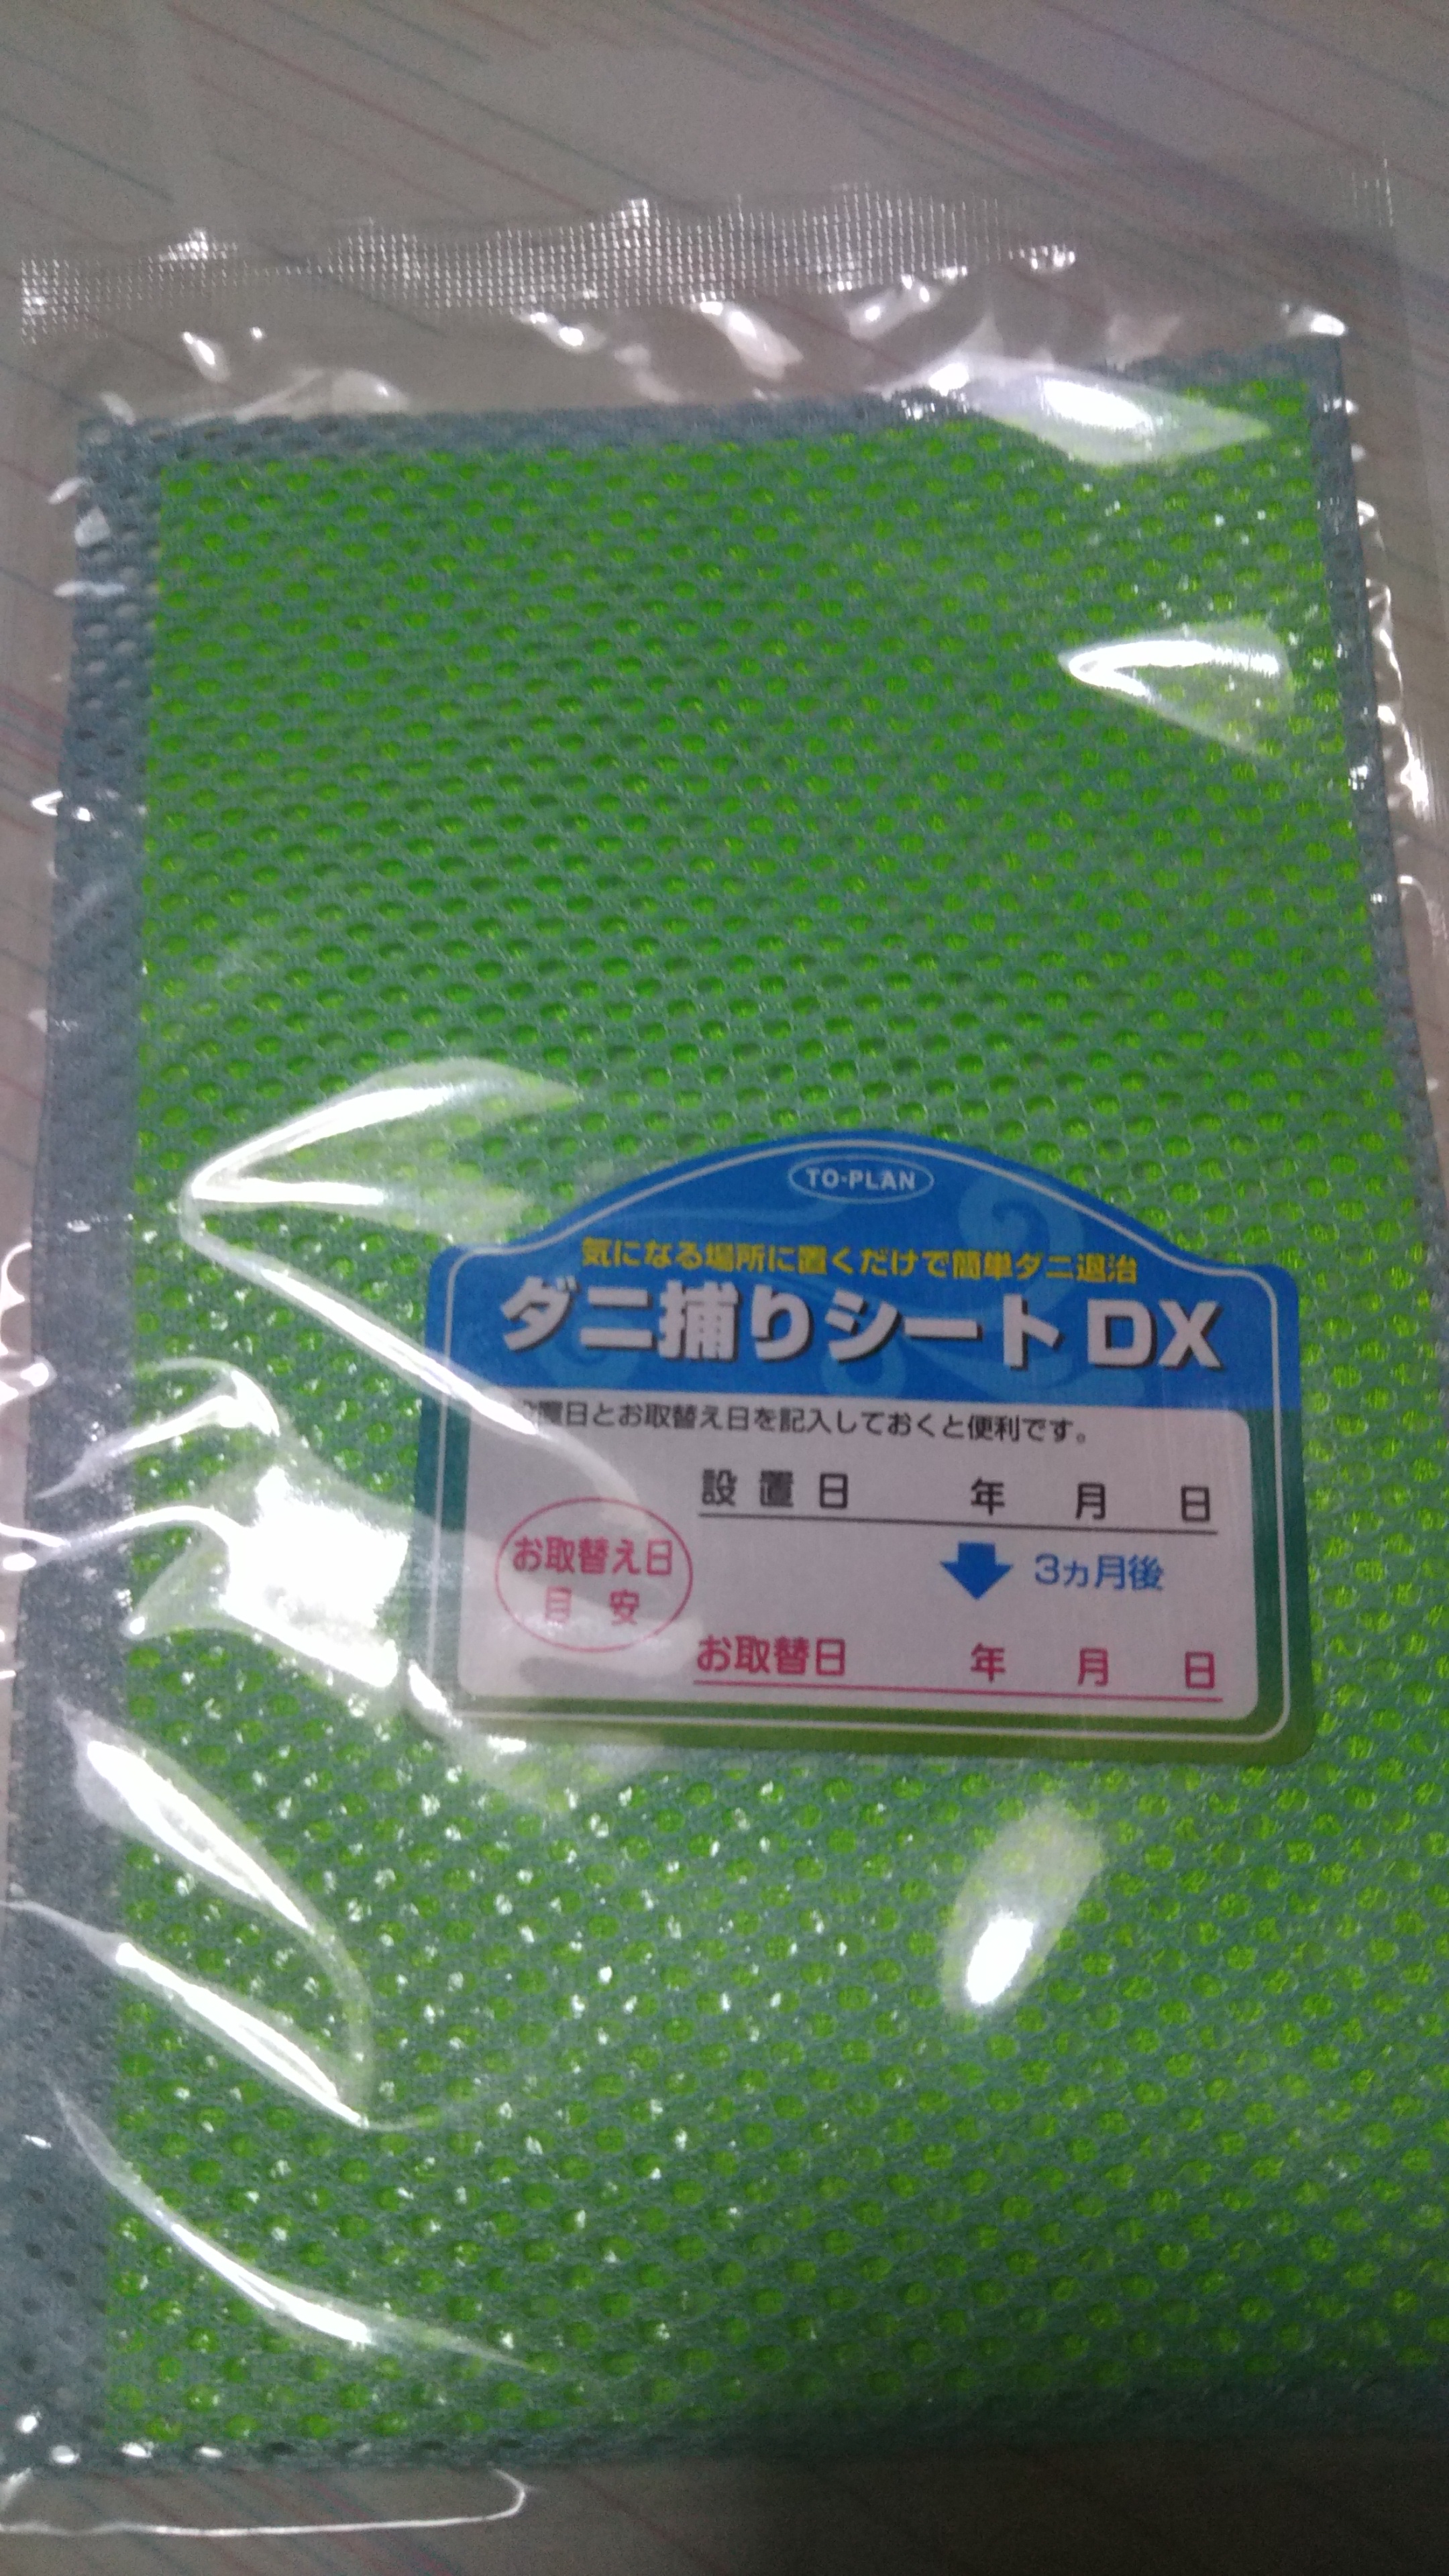 TO-PLAN
気になる場所に置くだけで簡単ダニ退治
ダニ捕りシートDX
設置日とお取替え日を記入しておくと便利です。
設置日 年 月 日
お取替え日
目安
3ヵ月後
お取替日 年 月 日